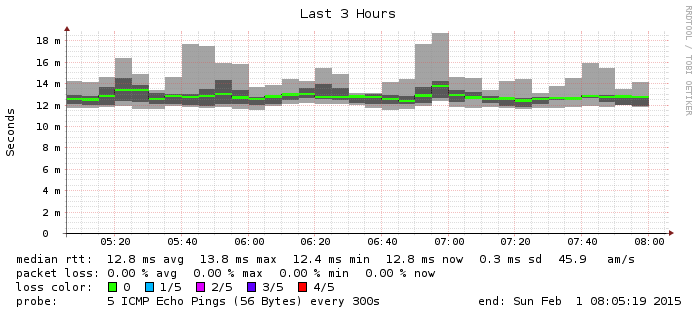 Last 3 Hours
RRDTOOL / TOBI OETIKER
Seconds
18 m
16 m
14 m
12 m
10 m
8 m
6 m
4 m
2 m
0
05:20 05:40 06:00 06:20 06:40 07:00 07:20 07:40 08:00
median rtt: 12.8 ms avg 13.8 ms max 12.4 ms min 12.8 ms now 0.3 ms sd 45.9 am/s
packet loss: 0.00 % avg 0.00 % max 0.00 % min 0.00 % now
loss color: 0 1/5 2/5 3/5 4/5
probe: 5 ICMP Echo Pings (56 Bytes) every 300s end: Sun Feb 1 08:05:19 2015